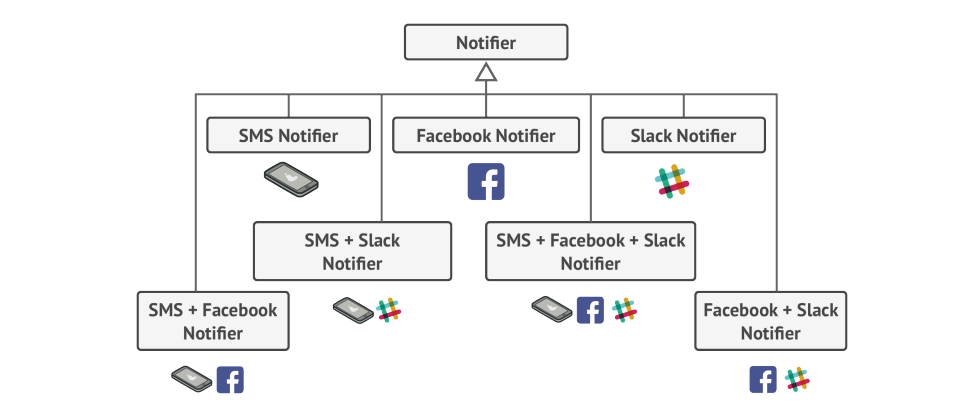 Notifier
SMS Notifier
Facebook Notifier
Slack Notifier
SMS + Slack
Notifier
SMS + Facebook + Slack
Notifier
SMS + Facebook
Notifier
Facebook + Slack
Notifier